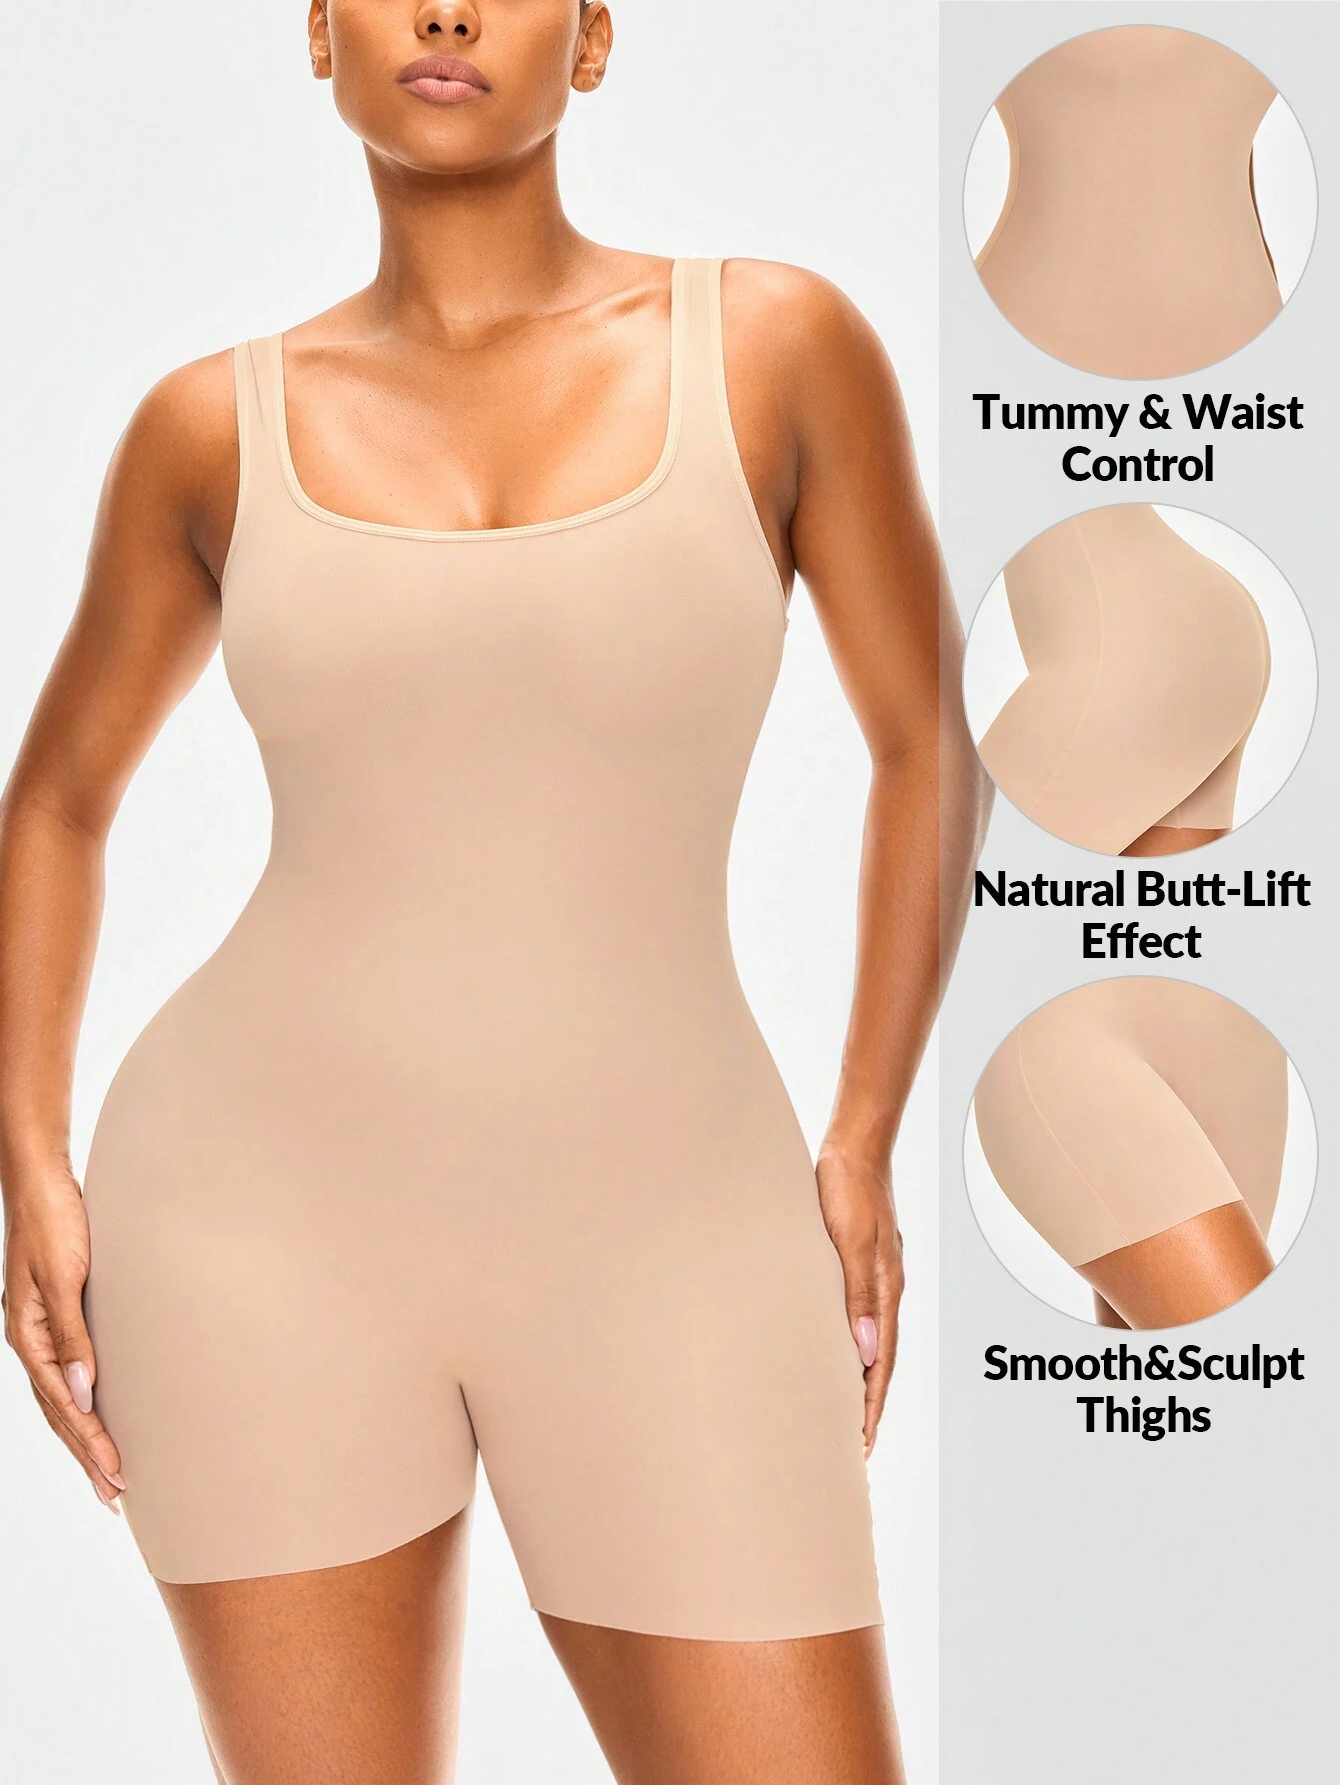 Tummy & Waist
Control
Natural Butt-Lift
Effect
Smooth&Sculpt
Thighs